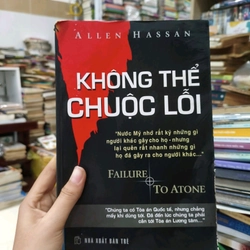 ALLEN HASSAN
KHÔNG THỂ
CHUỘC LỖI
"Nước Mỹ nhớ rất kỹ những gì
người khác gây cho họ - nhưng
lại quên rất nhanh những gì
họ đã gây ra cho người khác..."
FAILURE
TO ATONE
"Chúng ta có Tòa án Quốc tế, nhưng chẳng
mấy khi dùng tới. Đã đến lúc chúng ta phải
cần tới Tòa án Lương tâm..."
NHÀ XUẤT BẢN TRẺ